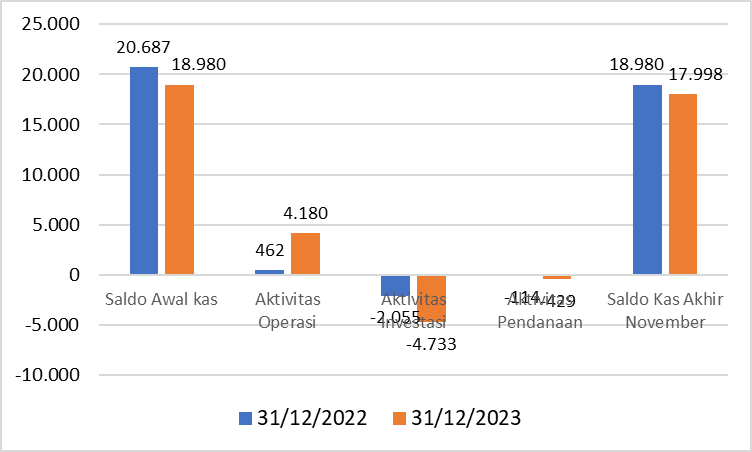 25.000
20.000
15.000
10.000
5.000
0
-5.000
-10.000
20.687
18.980
462
4.180
-2.055
-4.733
-114
-429
18.980
17.998
Saldo Awal kas
Aktivitas
Operasi
Aktivitas
Investasi
Aktivitas
Pendanaan
Saldo Kas Akhir
November
31/12/2022
31/12/2023